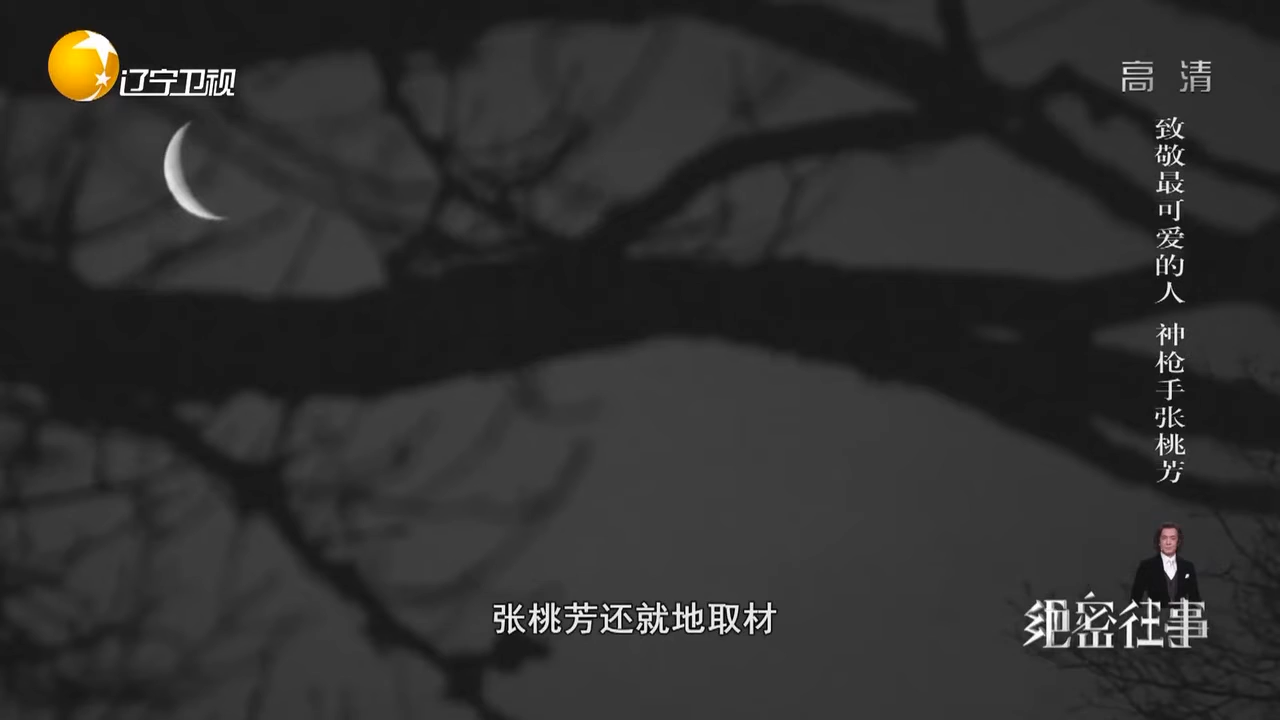 辽宁卫视
高清
致敬最可爱的人 神枪手张桃芳
张桃芳还就地取材
绝密往事